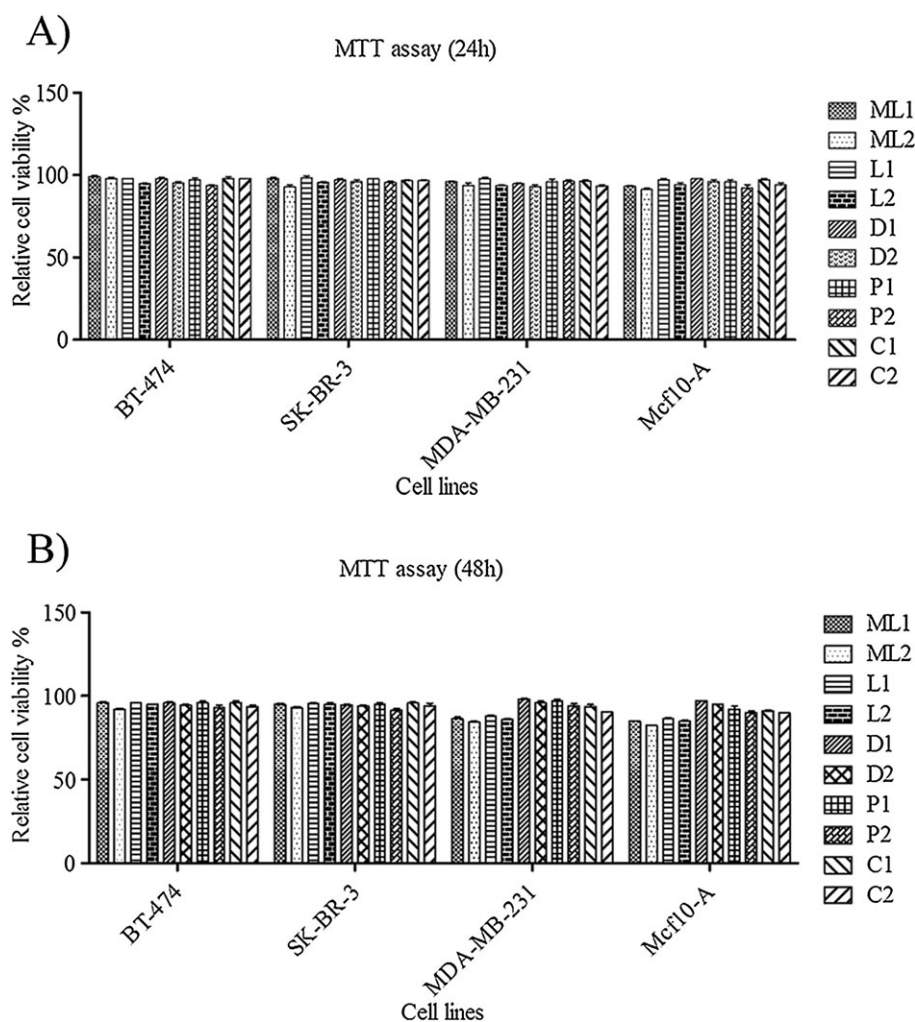 A)
MTT assay (24h)
Relative cell viability %
150
100
50
0
BT-474
SK-BR-3
MDA-MB-231
Mcf10-A
Cell lines
ML1
ML2
L1
L2
D1
D2
P1
P2
C1
C2
B)
MTT assay (48h)
Relative cell viability %
150
100
50
0
BT-474
SK-BR-3
MDA-MB-231
Mcf10-A
Cell lines
ML1
ML2
L1
L2
D1
D2
P1
P2
C1
C2